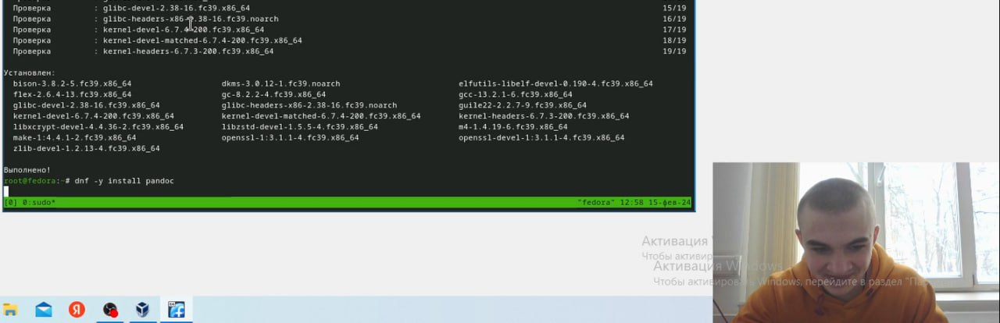 Проверка : glibc-devel-2.38-16.fc39.x86_64 15/19
Проверка : glibc-headers-x86-2.38-16.fc39.noarch 16/19
Проверка : kernel-devel-6.7.4-200.fc39.x86_64 17/19
Проверка : kernel-devel-matched-6.7.4-200.fc39.x86_64 18/19
Проверка : kernel-headers-6.7.3-200.fc39.x86_64 19/19
Установлен:
bison-3.8.2-5.fc39.x86_64 dkms-3.0.12-1.fc39.noarch elfutils-libelf-devel-0.190-4.fc39.x86_64
flex-2.6.4-13.fc39.x86_64 gc-8.2.2-4.fc39.x86_64 gcc-13.2.1-6.fc39.x86_64
glibc-devel-2.38-16.fc39.x86_64 glibc-headers-x86-2.38-16.fc39.noarch guile22-2.2.7-9.fc39.x86_64
kernel-devel-6.7.4-200.fc39.x86_64 kernel-devel-matched-6.7.4-200.fc39.x86_64 kernel-headers-6.7.3-200.fc39.x86_64
libxcrypt-devel-4.4.36-2.fc39.x86_64 libzstd-devel-1.5.5-4.fc39.x86_64 m4-1.4.19-6.fc39.x86_64
make-1:4.4.1-2.fc39.x86_64 openssl-1:3.1.1-4.fc39.x86_64 openssl-devel-1:3.1.1-4.fc39.x86_64
zlib-devel-1.2.13-4.fc39.x86_64
Выполнено!
root@fedora:~# dnf -y install pandoc
[0] 0:sudo* "fedora" 12:58 15-фев-24
Активация
Чтобы активир
Активация Windows
Чтобы активировать Windows, перейдите в раздел
Я